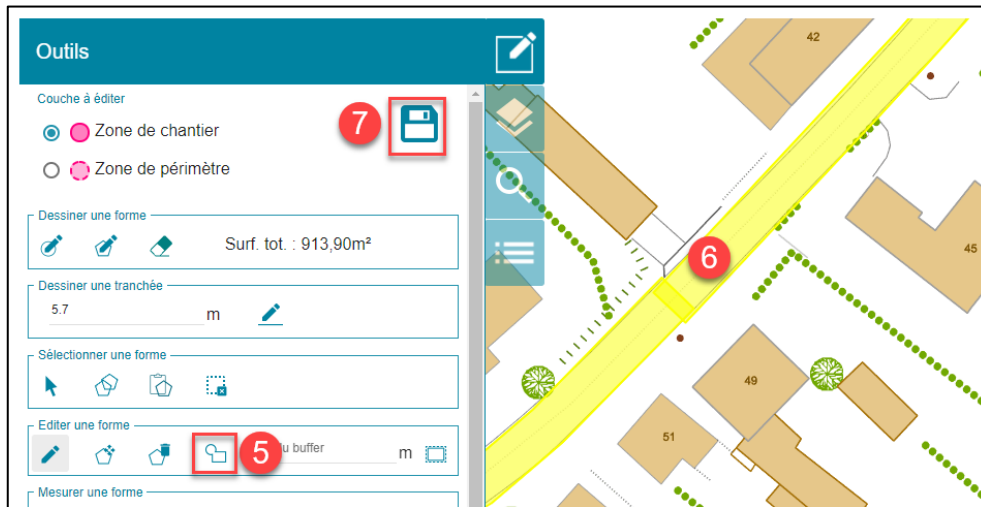 Outils
Couche à éditer
7
Zone de chantier
Zone de périmètre
Dessiner une forme
Surf. tot. : 913,90m²
Dessiner une tranchée
5.7 m
Sélectionner une forme
Editer une forme
5
u buffer m
Mesurer une forme
42
6
45
49
51